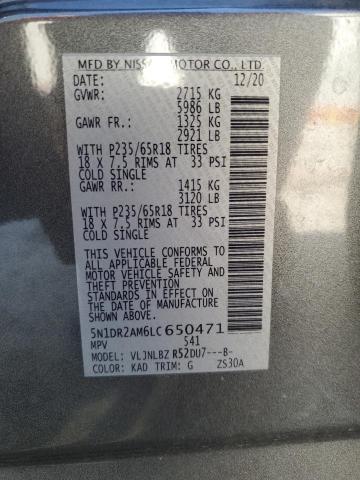 MFD BY NISSAN MOTOR CO., LTD.
DATE: 12/20
GVWR: 2715 KG
5986 LB
GAWR FR.: 1325 KG
2921 LB
WITH P235/65R18 TIRES
18 X 7.5 RIMS AT 33 PSI
COLD SINGLE
GAWR RR.: 1415 KG
3120 LB
WITH P235/65R18 TIRES
18 X 7.5 RIMS AT 33 PSI
COLD SINGLE
THIS VEHICLE CONFORMS TO
ALL APPLICABLE FEDERAL
MOTOR VEHICLE SAFETY AND
THEFT PREVENTION
STANDARDS IN EFFECT ON
THE DATE OF MANUFACTURE
SHOWN ABOVE.
5N1DR2AM6LC650471
MPV 541
MODEL: VLJNLBZ R52DU7---B-
COLOR: KAD TRIM: G ZS30A